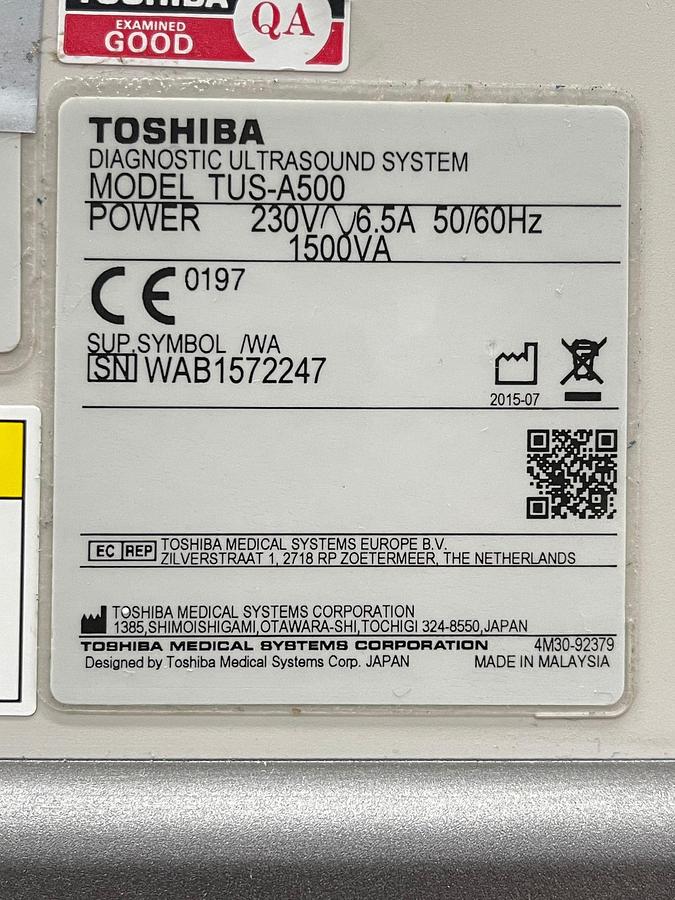 TOSHIBA
EXAMINED
GOOD
QA
TOSHIBA
DIAGNOSTIC ULTRASOUND SYSTEM
MODEL TUS-A500
POWER 230V 6.5A 50/60Hz
1500VA
CE 0197
SUP.SYMBOL /WA
SN WAB1572247
2015-07
EC REP TOSHIBA MEDICAL SYSTEMS EUROPE B.V.
ZILVERSTRAAT 1, 2718 RP ZOETERMEER, THE NETHERLANDS
TOSHIBA MEDICAL SYSTEMS CORPORATION
1385,SHIMOISHIGAMI,OTAWARA-SHI,TOCHIGI 324-8550,JAPAN
TOSHIBA MEDICAL SYSTEMS CORPORATION 4M30-92379
Designed by Toshiba Medical Systems Corp. JAPAN MADE IN MALAYSIA